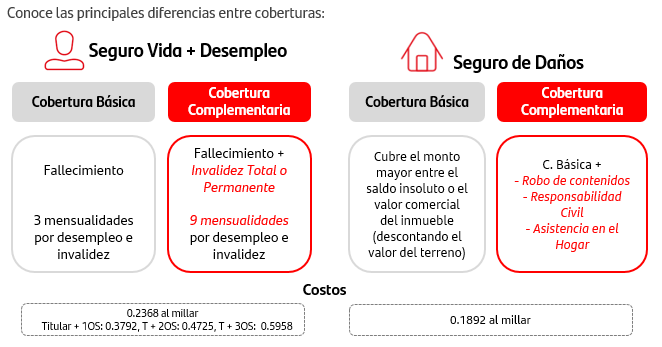 Conoce las principales diferencias entre coberturas:
Seguro Vida + Desempleo
Cobertura Básica
Cobertura
Complementaria
Fallecimiento
3 mensualidades
por desempleo e
invalidez
Fallecimiento +
Invalidez Total o
Permanente
9 mensualidades
por desempleo e
invalidez
Seguro de Daños
Cobertura Básica
Cobertura
Complementaria
Cubre el monto
mayor entre el
saldo insoluto o el
valor comercial
del inmueble
(descontando el
valor del terreno)
C. Básica +
- Robo de contenidos
- Responsabilidad
Civil
- Asistencia en el
Hogar
Costos
0.2368 al millar
Titular + 1OS: 0.3792, T + 2OS: 0.4725, T + 3OS:  0.5958
0.1892 al millar